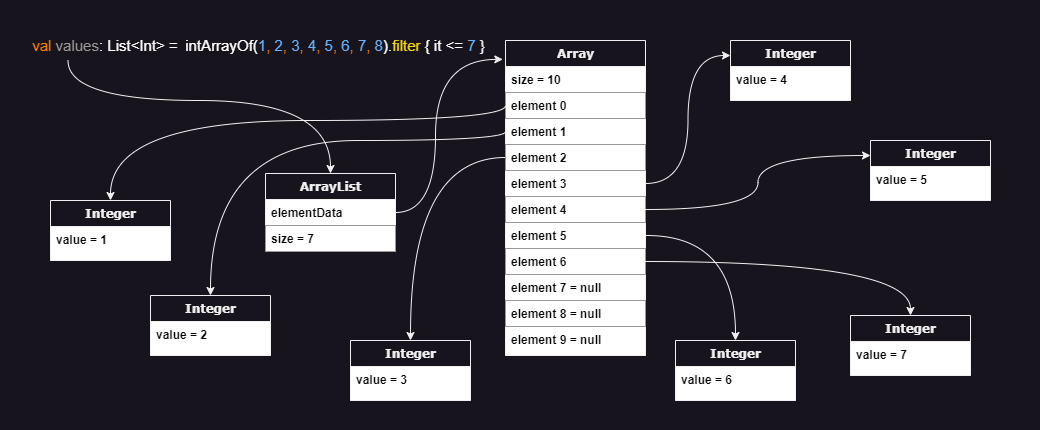 val values: List<Int> = intArrayOf(1, 2, 3, 4, 5, 6, 7, 8).filter { it <= 7 }
Array
size = 10
element 0
element 1
element 2
element 3
element 4
element 5
element 6
element 7 = null
element 8 = null
element 9 = null
Integer
value = 4
Integer
value = 5
ArrayList
elementData
size = 7
Integer
value = 1
Integer
value = 2
Integer
value = 3
Integer
value = 6
Integer
value = 7